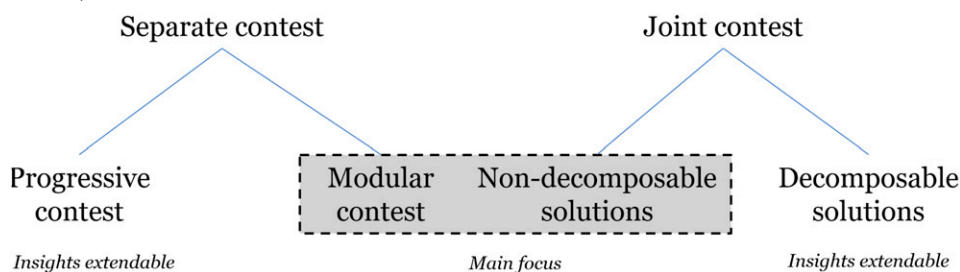 Separate contest Joint contest
Progressive Modular Non-decomposable Decomposable
contest contest solutions solutions
Insights extendable Main focus Insights extendable